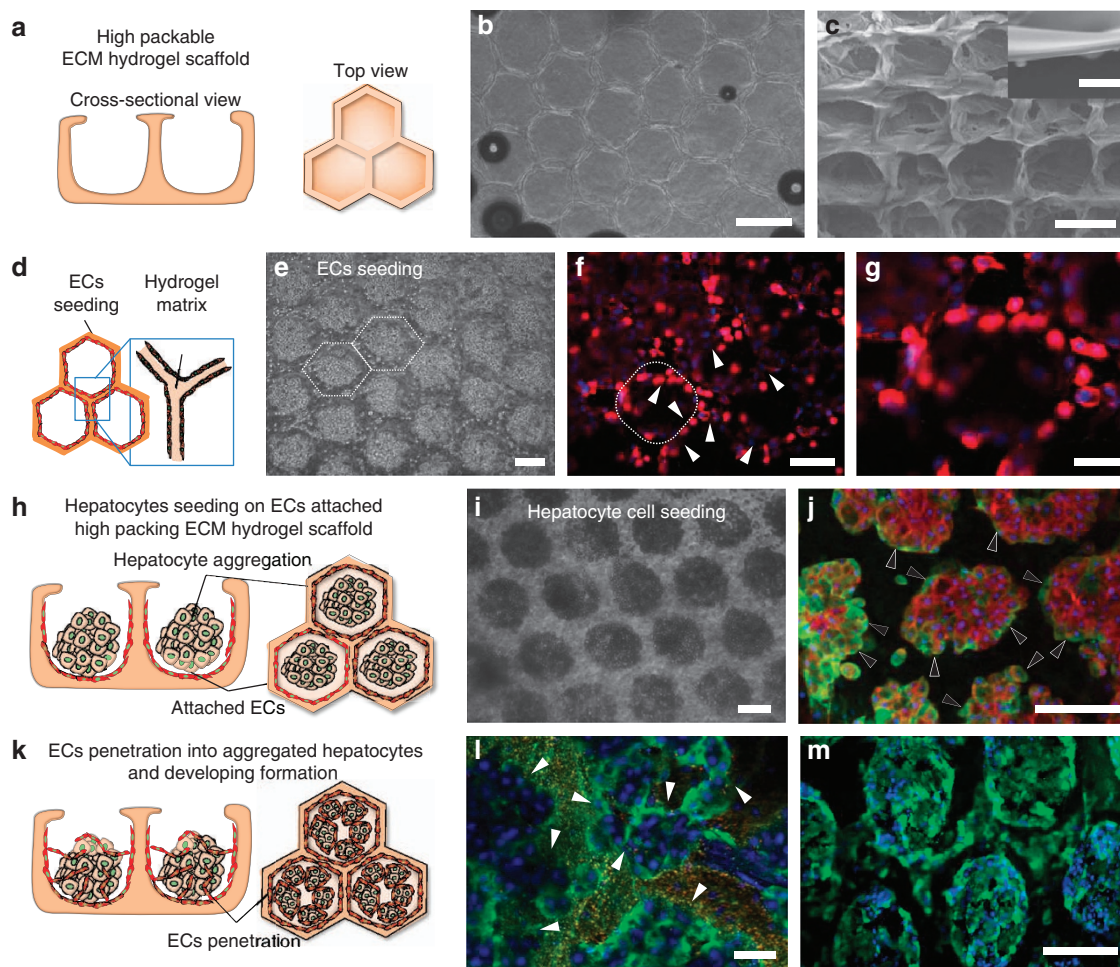 a
High packable
ECM hydrogel scaffold
Cross-sectional view
Top view
b
c
d
ECs
seeding
Hydrogel
matrix
e
ECs seeding
f
g
h
Hepatocytes seeding on ECs attached
high packing ECM hydrogel scaffold
Hepatocyte aggregation
Attached ECs
i
Hepatocyte cell seeding
j
k
ECs penetration into aggregated hepatocytes
and developing formation
ECs penetration
l
m